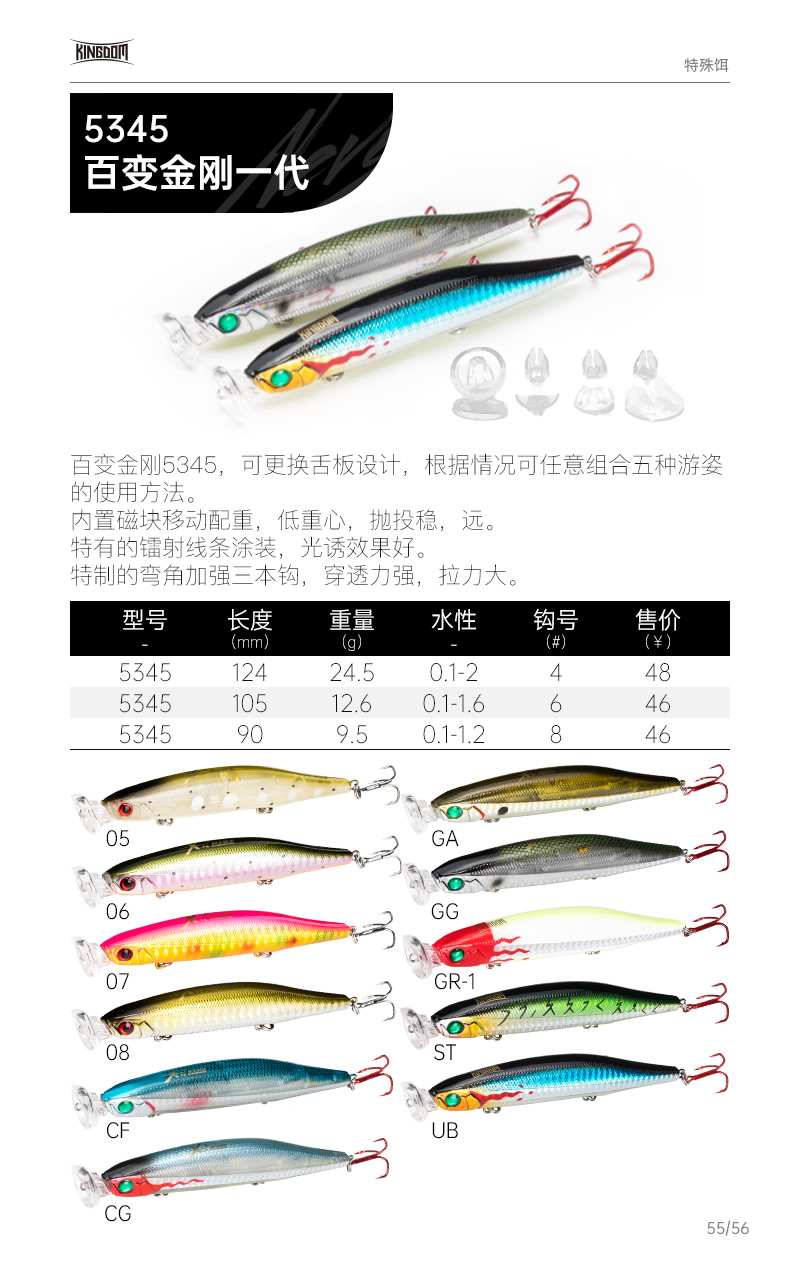 KINGDOM
特殊饵
5345
百变金刚一代
KINGDOM
百变金刚5345，可更换舌板设计，根据情况可任意组合五种游姿
的使用方法。
内置磁块移动配重，低重心，抛投稳，远。
特有的镭射线条涂装，光诱效果好。
特制的弯角加强三本钩，穿透力强，拉力大。
型号 长度 重量 水性 钩号 售价
- (mm) (g) - (#) (￥)
5345 124 24.5 0.1-2 4 48
5345 105 12.6 0.1-1.6 6 46
5345 90 9.5 0.1-1.2 8 46
05 GA
06 GG
07 GR-1
08 ST
CF UB
CG
55/56